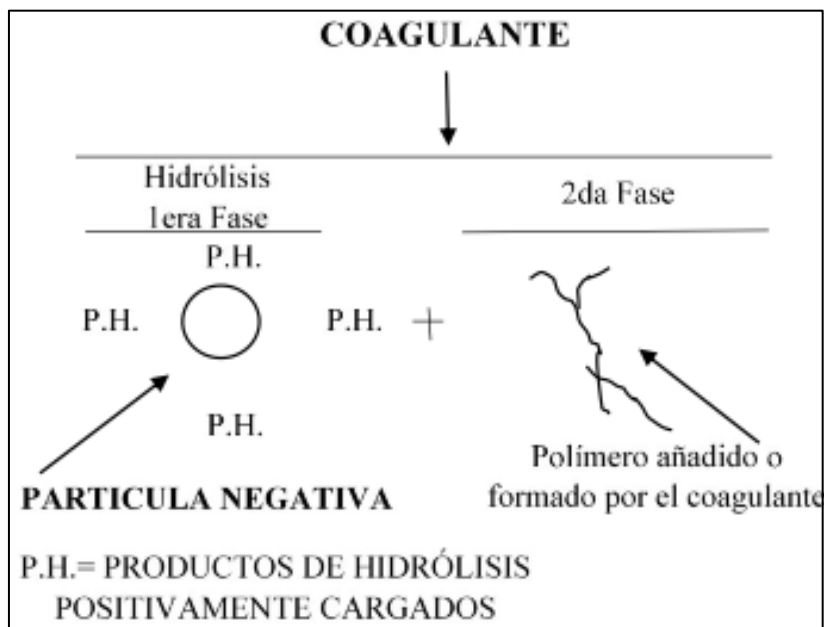 COAGULANTE
Hidrólisis
1era Fase
2da Fase
P.H.
P.H.
P.H.
+
P.H.
PARTICULA NEGATIVA
Polímero añadido o
formado por el coagulante
P.H.= PRODUCTOS DE HIDRÓLISIS
POSITIVAMENTE CARGADOS